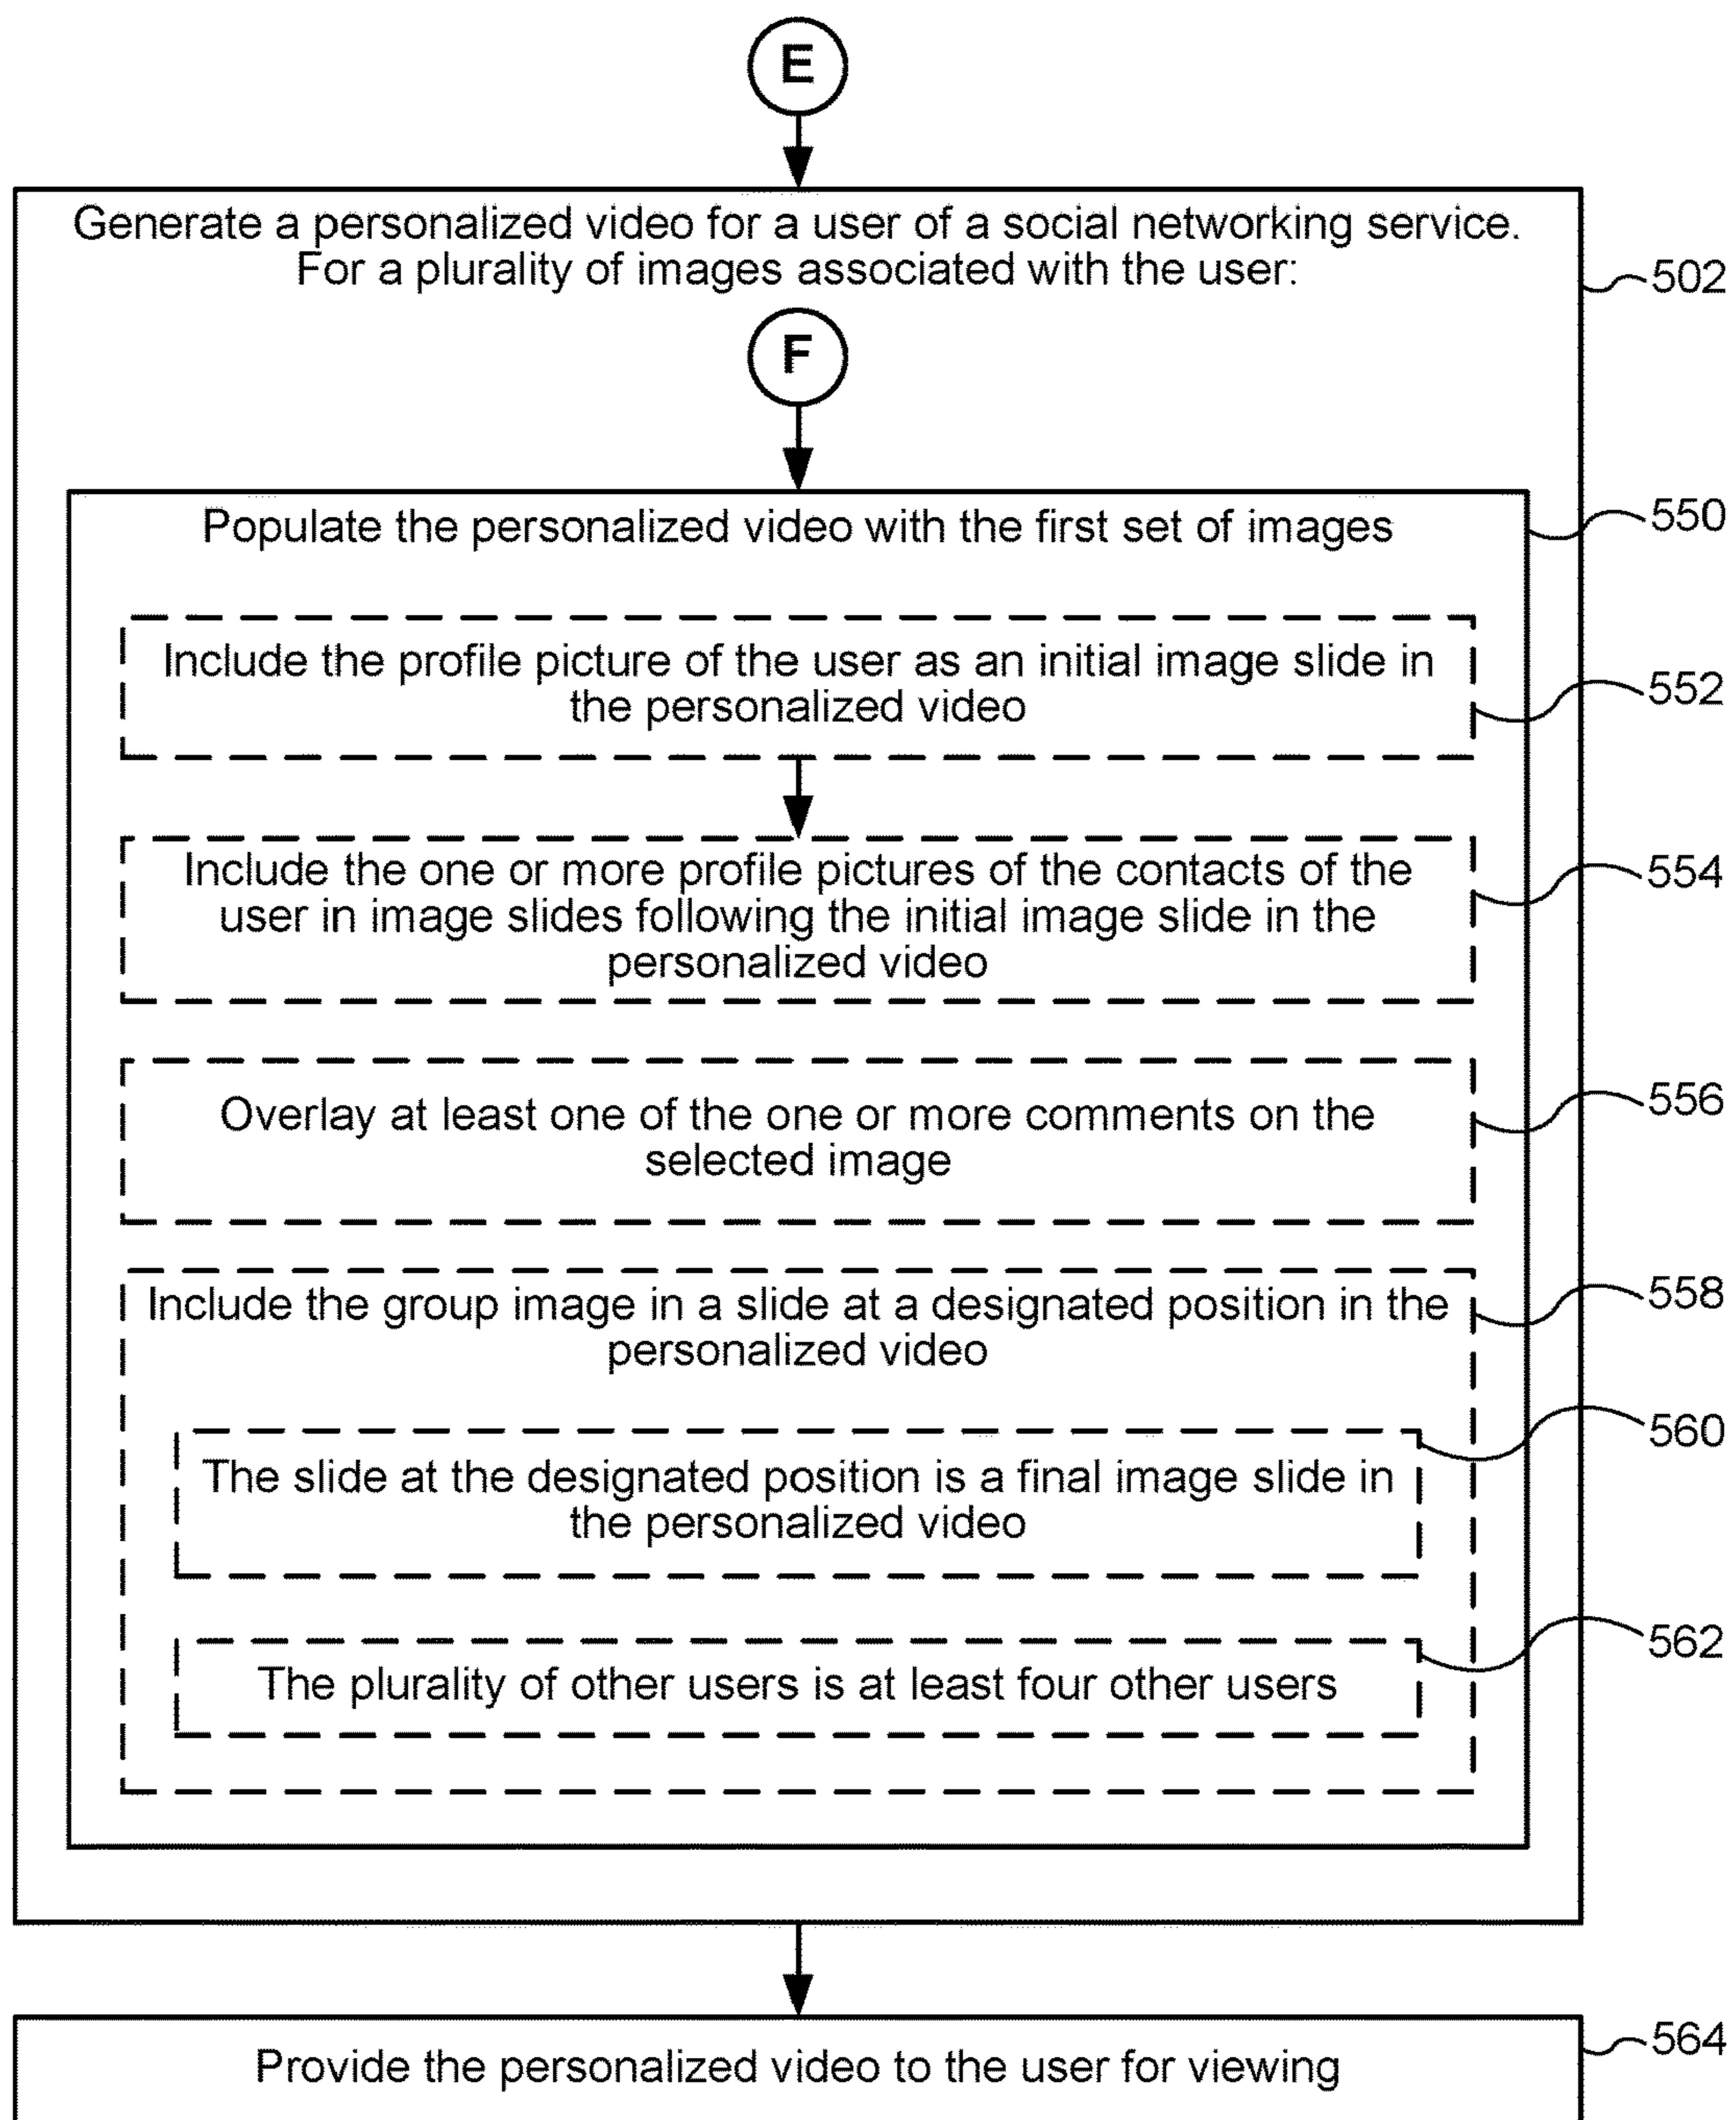 E
Generate a personalized video for a user of a social networking service.
For a plurality of images associated with the user:
502
F
Populate the personalized video with the first set of images
550
Include the profile picture of the user as an initial image slide in
the personalized video
552
Include the one or more profile pictures of the contacts of the
user in image slides following the initial image slide in the
personalized video
554
Overlay at least one of the one or more comments on the
selected image
556
Include the group image in a slide at a designated position in the
personalized video
558
The slide at the designated position is a final image slide in
the personalized video
560
The plurality of other users is at least four other users
562
Provide the personalized video to the user for viewing
564